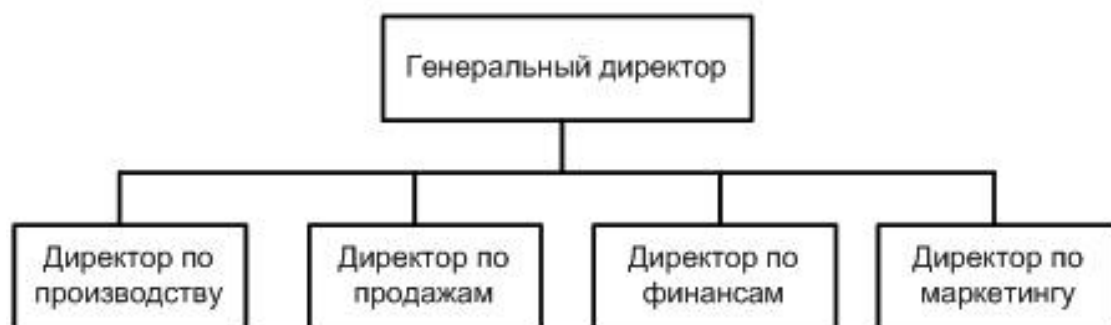 Генеральный директор
Директор по
производству
Директор по
продажам
Директор по
финансам
Директор по
маркетингу